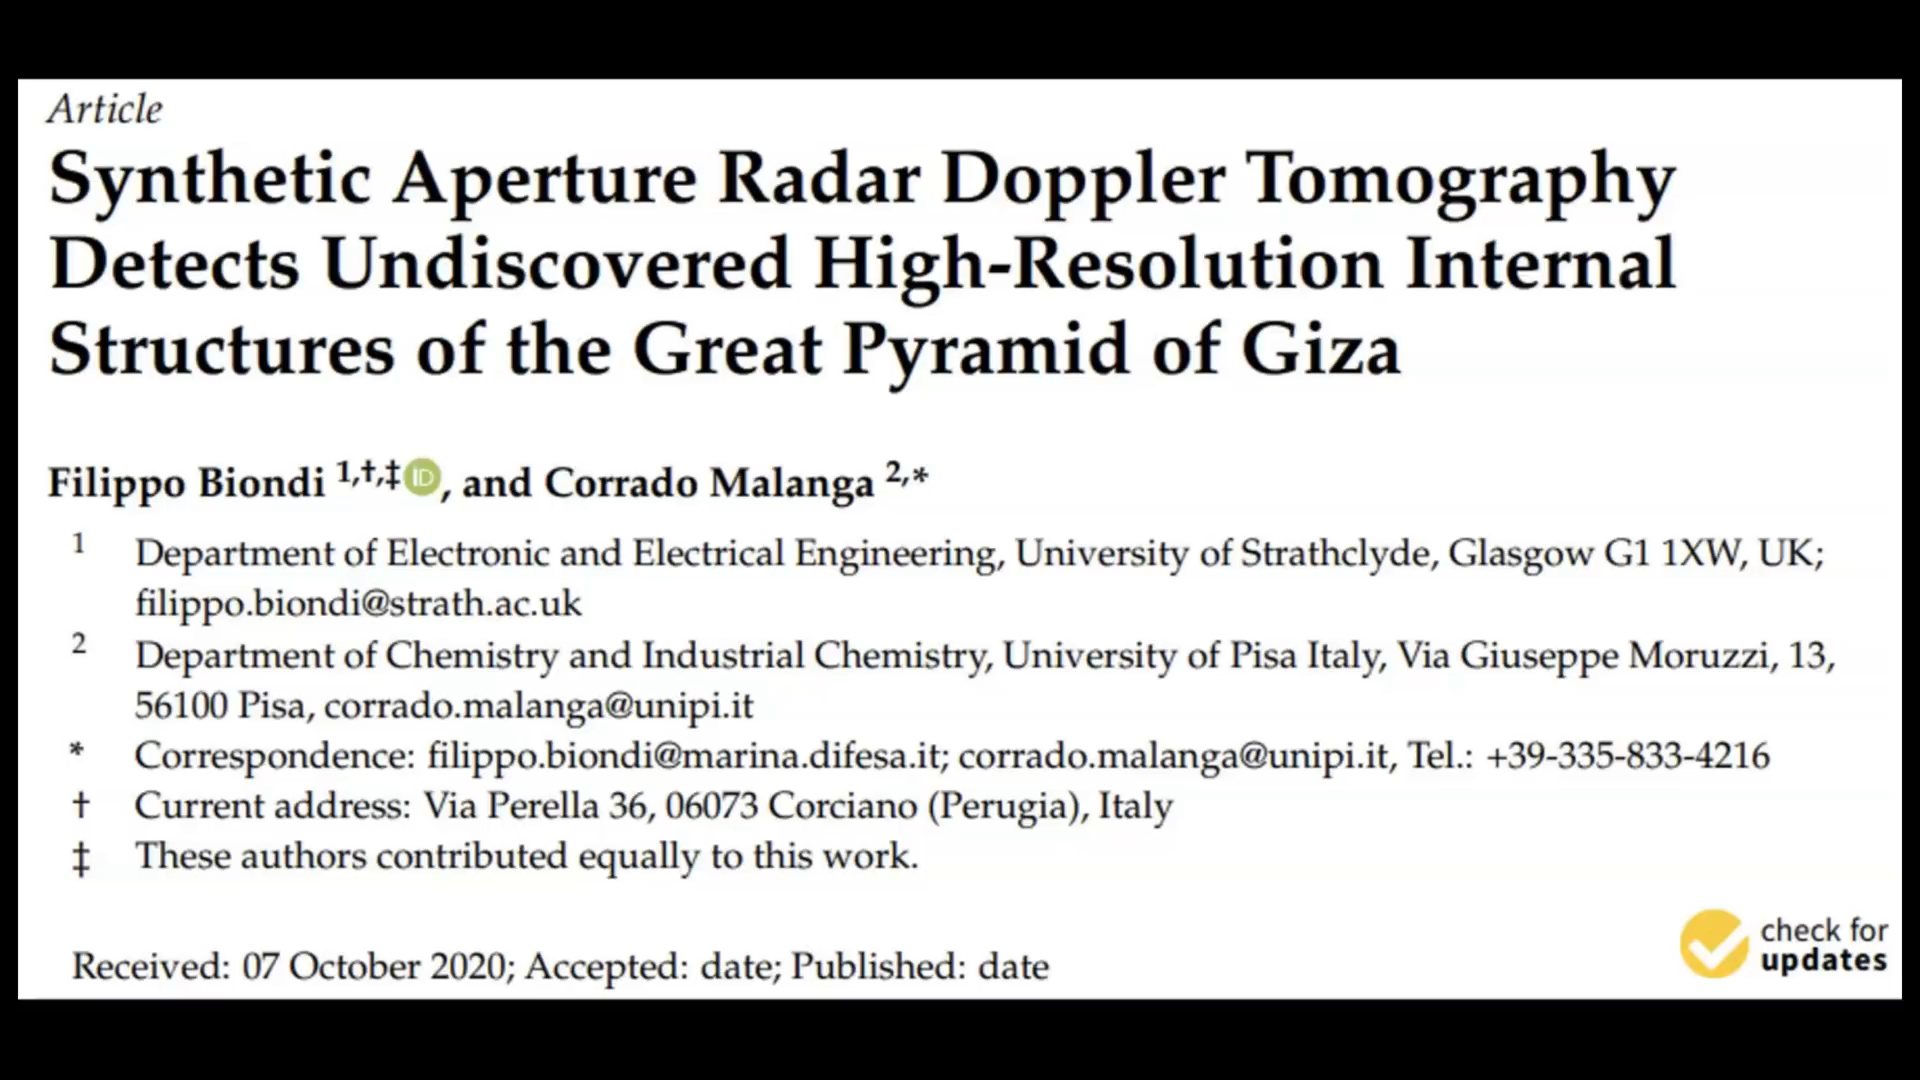 Article
Synthetic Aperture Radar Doppler Tomography
Detects Undiscovered High-Resolution Internal
Structures of the Great Pyramid of Giza
Filippo Biondi 1,†,‡ iD, and Corrado Malanga 2,*
1 Department of Electronic and Electrical Engineering, University of Strathclyde, Glasgow G1 1XW, UK;
filippo.biondi@strath.ac.uk
2 Department of Chemistry and Industrial Chemistry, University of Pisa Italy, Via Giuseppe Moruzzi, 13,
56100 Pisa, corrado.malanga@unipi.it
* Correspondence: filippo.biondi@marina.difesa.it; corrado.malanga@unipi.it, Tel.: +39-335-833-4216
† Current address: Via Perella 36, 06073 Corciano (Perugia), Italy
‡ These authors contributed equally to this work.
Received: 07 October 2020; Accepted: date; Published: date
check for
updates